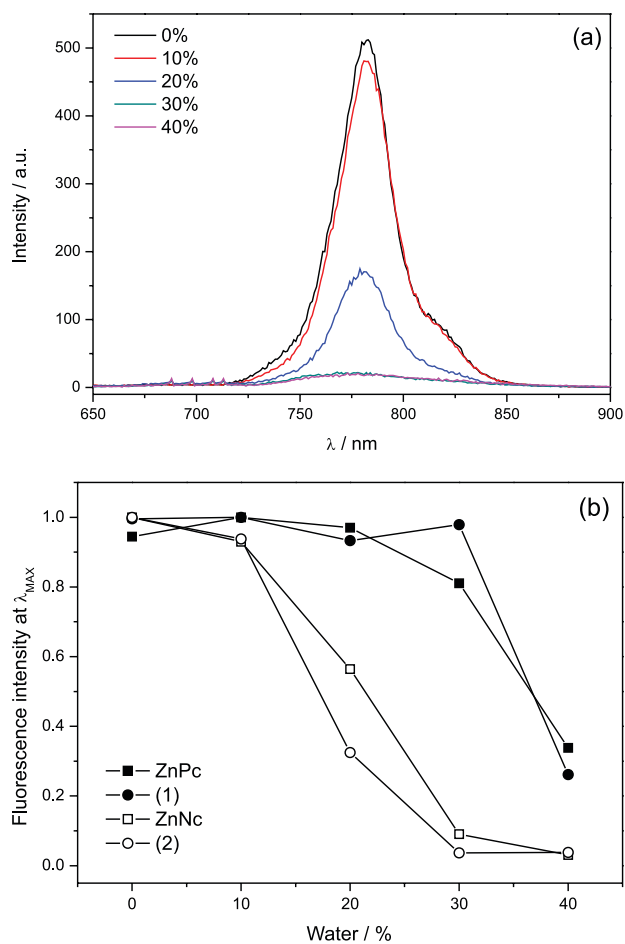 (a)
0%
10%
20%
30%
40%
500
400
300
200
100
0
Intensity / a.u.
650 700 750 800 850 900
λ / nm
(b)
1.0
0.8
0.6
0.4
0.2
0.0
Fluorescence intensity at λMAX
ZnPc
(1)
ZnNc
(2)
0 10 20 30 40
Water / %